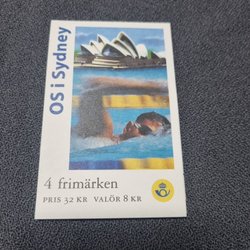 OS i Sydney
4 frimärken
PRIS 32 KR VALÖR 8 KR